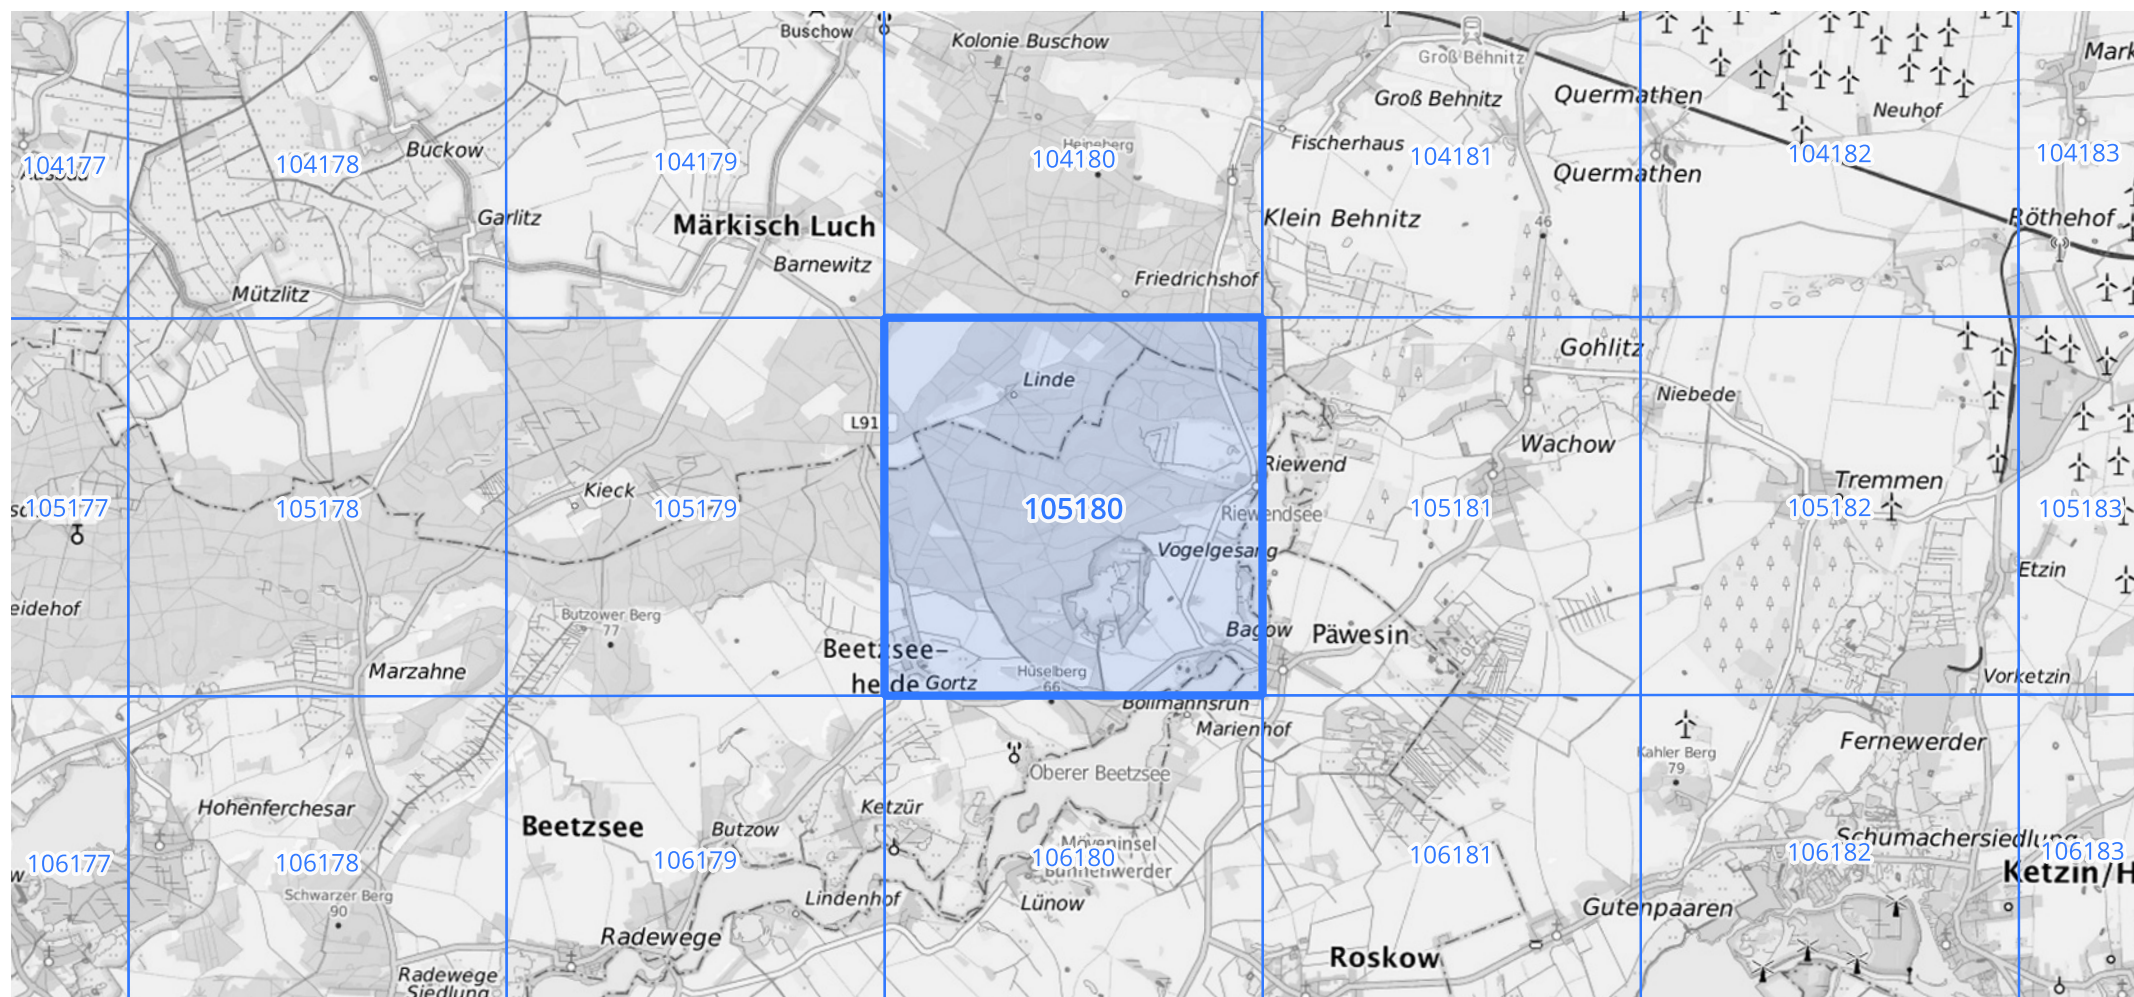 Buschow
Kolonie Buschow
Groß Behnitz
Mark
Groß Behnitz
Quermathen
Neuhof
Buckow
Heineberg
Fischerhaus
104177
104178
104179
104180
104181
104182
104183
Quermathen
Garlitz
Märkisch Luch
Klein Behnitz
46
Röthehof
Barnewitz
Friedrichshof
Mützlitz
Gohlitz
Linde
Niebede
L91
Wachow
Riewend
Kieck
Tremmen
105177
105178
105179
105180
105181
105182
105183
Riewendsee
Vogelgesang
Etzin
eidehof
Butzower Berg
77
Bagow
Päwesin
Beetzsee-
heide
Gortz
Marzahne
Hüselberg
66
Vorketzin
Bollmannsruh
Marienhof
Fernewerder
Kahler Berg
79
Oberer Beetzsee
Hohenferchesar
Beetzsee
Butzow
Ketzür
Möweninsel
Buhnenwerder
Schumachersiedlung
106177
106178
106179
106180
106181
106182
106183
Ketzin/H
Schwarzer Berg
90
Lindenhof
Lünow
Gutenpaaren
Radewege
Roskow
Radewege
Siedlung